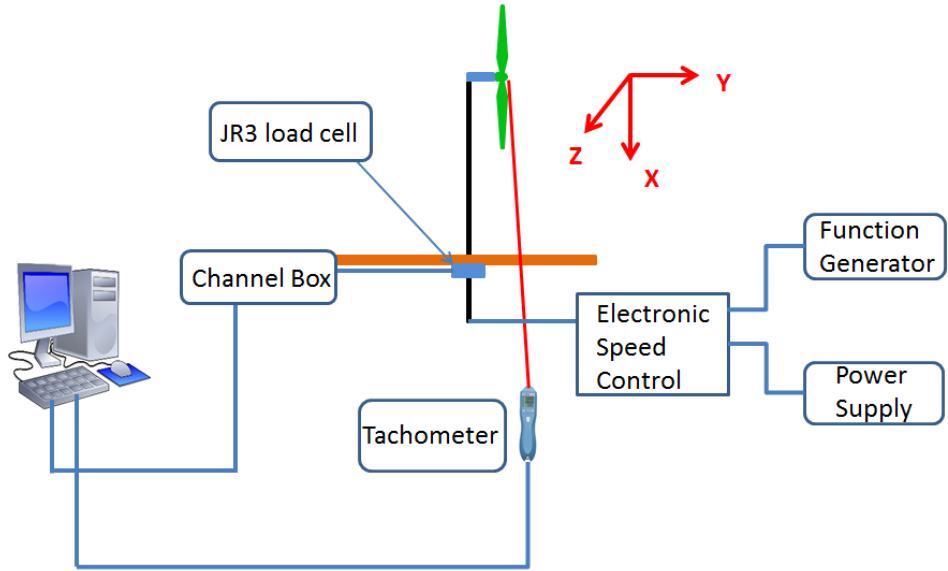 JR3 load cell
Y
Z
X
Function
Generator
Channel Box
Electronic
Speed
Control
Power
Supply
Tachometer